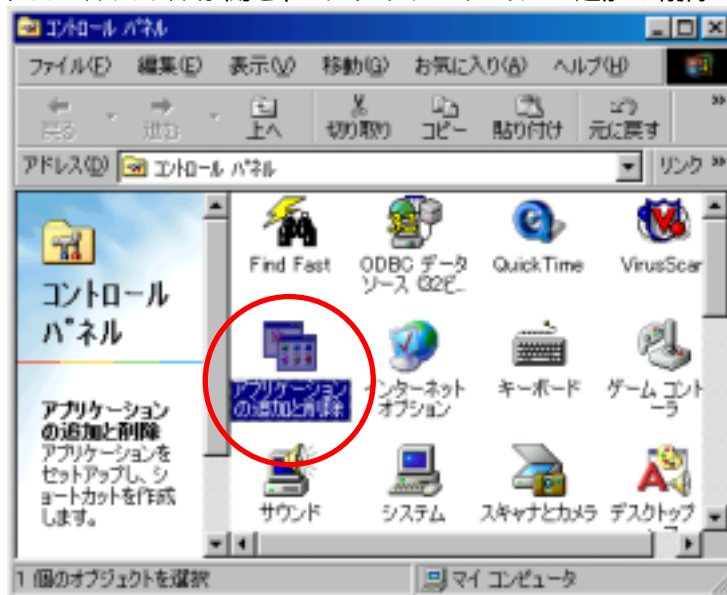 コントロール パネル
ファイル(F) 編集(E) 表示(V) 移動(G) お気に入り(A) ヘルプ(H)
戻る 進む 上へ 切り取り コピー 貼り付け 元に戻す »
アドレス(D) コントロール パネル リンク »
コントロール
パネル
アプリケーション
の追加と削除
アプリケーションを
セットアップし、シ
ョートカットを作成
します。
Find Fast
ODBC データ
ソース (32ビ...
QuickTime
VirusScan
アプリケーション
の追加と削除
インターネット
オプション
キーボード
ゲーム コント
ーラ
サウンド
システム
スキャナとカメラ
デスクトップ
1 個のオブジェクトを選択
マイ コンピュータ